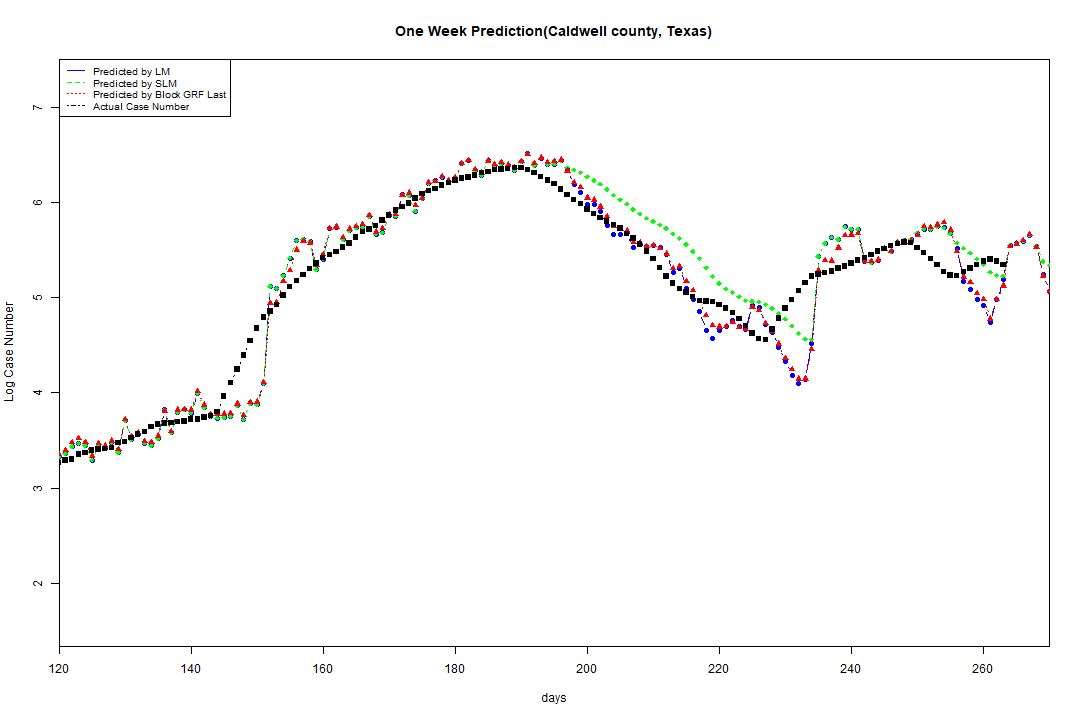 One Week Prediction(Caldwell county, Texas)
Predicted by LM
Predicted by SLM
Predicted by Block GRF Last
Actual Case Number
7
6
5
4
3
2
Log Case Number
120 140 160 180 200 220 240 260
days